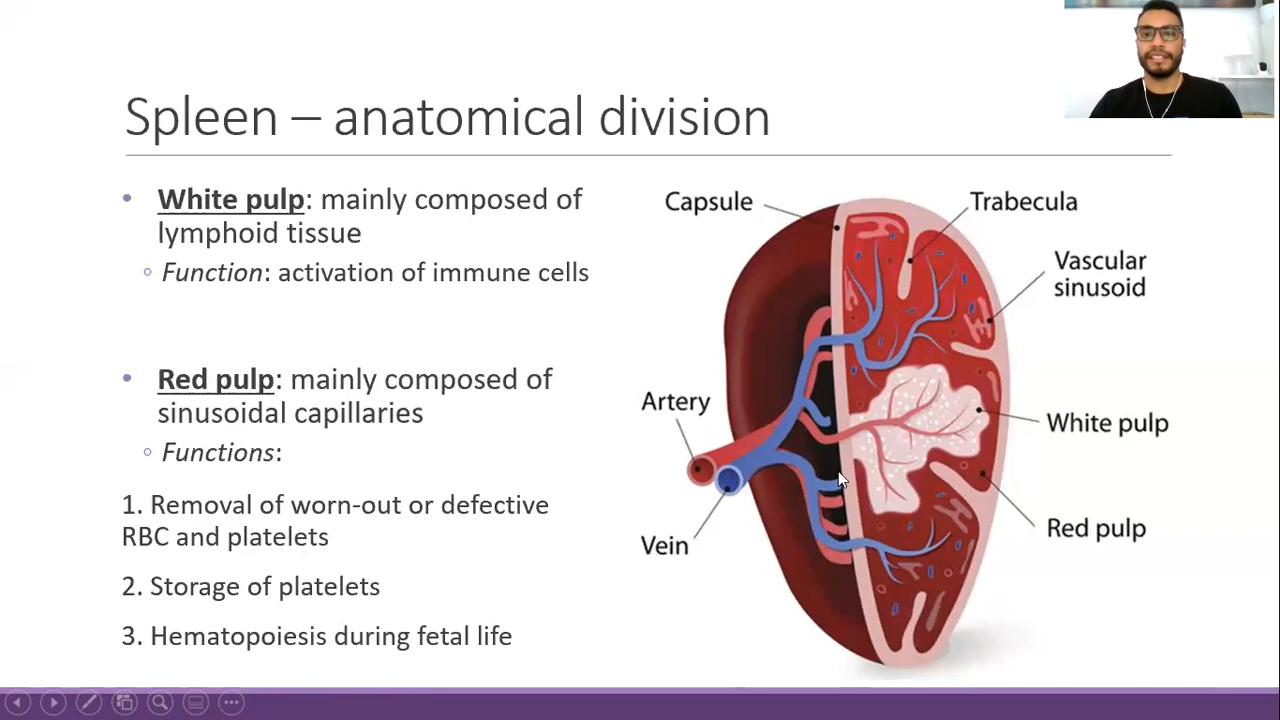 Spleen – anatomical division
• White pulp: mainly composed of
lymphoid tissue
◦ Function: activation of immune cells
• Red pulp: mainly composed of
sinusoidal capillaries
◦ Functions:
1. Removal of worn-out or defective
RBC and platelets
2. Storage of platelets
3. Hematopoiesis during fetal life
Capsule
Trabecula
Vascular
sinusoid
Artery
White pulp
Vein
Red pulp